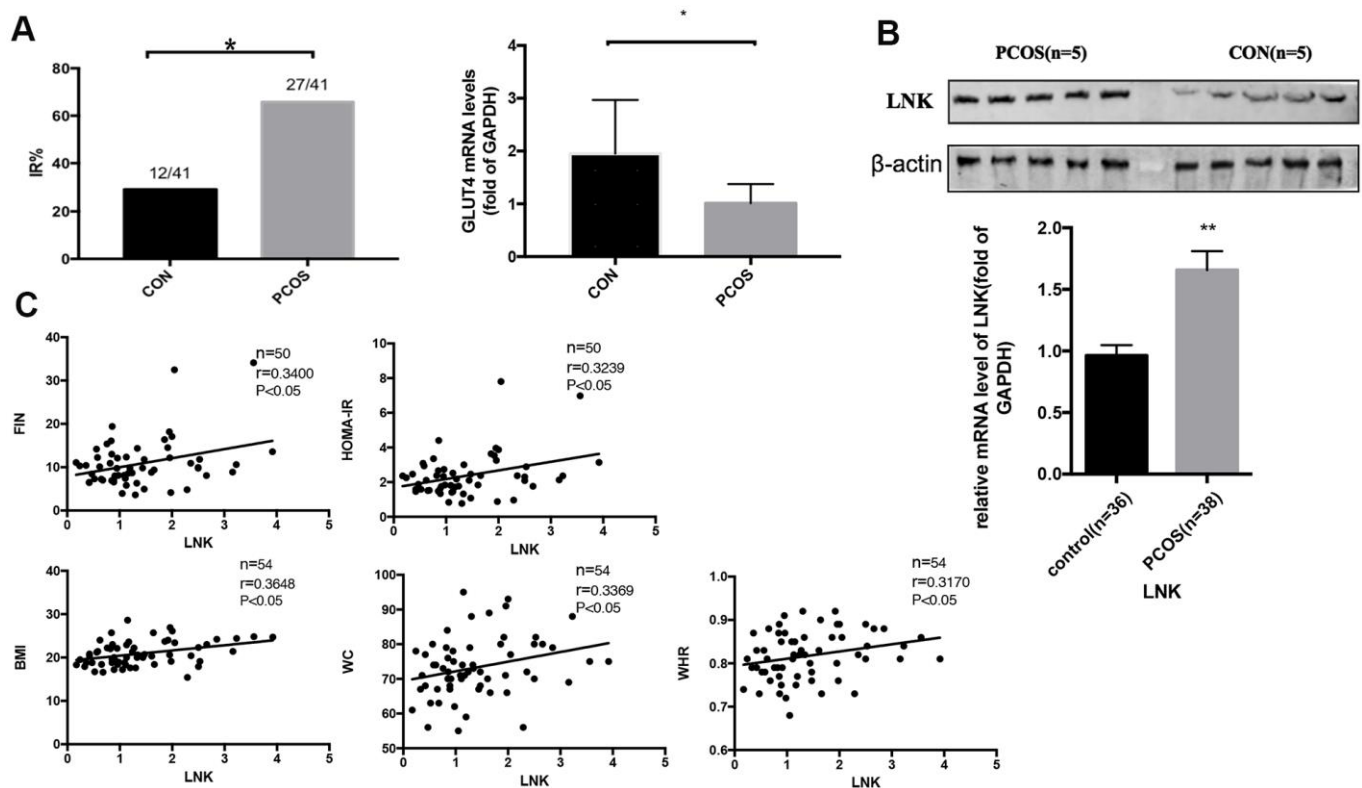 A
*
27/41
12/41
IR%
80
60
40
20
0
CON
PCOS
*
GLUT4 mRNA levels
(fold of GAPDH)
4
3
2
1
0
CON
PCOS
B
PCOS(n=5)
CON(n=5)
LNK
β-actin
relative mRNA level of LNK(fold of
GAPDH)
2.0
1.5
1.0
0.5
0.0
**
control(n=36)
PCOS(n=38)
LNK
C
FIN
40
30
20
10
0
0 1 2 3 4 5
LNK
n=50
r=0.3400
P<0.05
HOMA-IR
10
8
6
4
2
0
0 1 2 3 4 5
LNK
n=50
r=0.3239
P<0.05
BMI
40
30
20
10
0
0 1 2 3 4 5
LNK
n=54
r=0.3648
P<0.05
WC
100
90
80
70
60
50
0 1 2 3 4 5
LNK
n=54
r=0.3369
P<0.05
WHR
1.0
0.9
0.8
0.7
0.6
0 1 2 3 4 5
LNK
n=54
r=0.3170
P<0.05